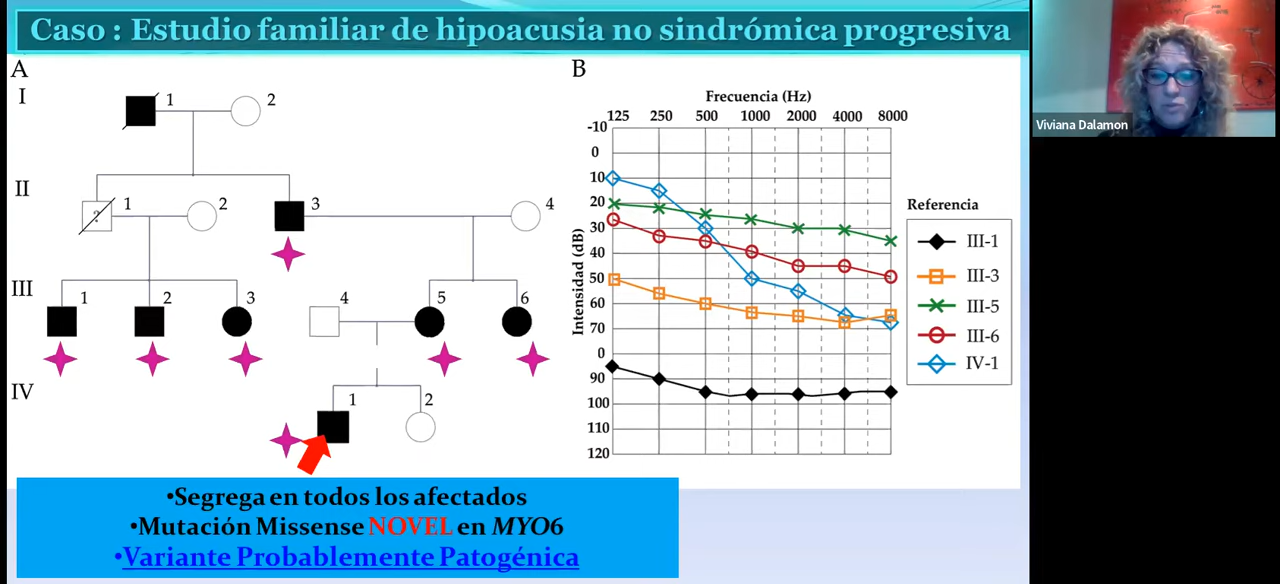 Caso : Estudio familiar de hipoacusia no sindrómica progresiva
A
I
1
2
II
?
1
2
3
4
III
1
2
3
4
5
6
IV
1
2
B
Frecuencia (Hz)
125 250 500 1000 2000 4000 8000
Intensidad (dB)
-10
0
10
20
30
40
50
60
70
0
90
100
110
120
Referencia
III-1
III-3
III-5
III-6
IV-1
•Segrega en todos los afectados
•Mutación Missense NOVEL en MYO6
•Variante Probablemente Patogénica
Viviana Dalamon